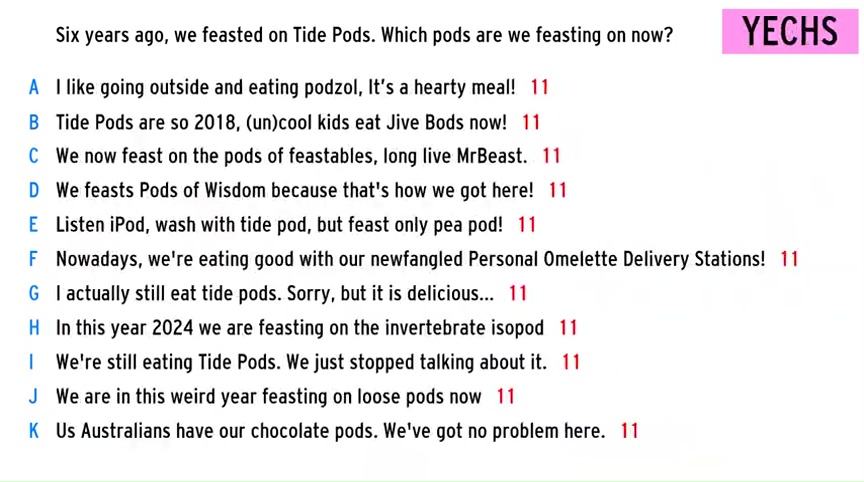 Six years ago, we feasted on Tide Pods. Which pods are we feasting on now?
YECHS
A I like going outside and eating podzol, It's a hearty meal! 11
B Tide Pods are so 2018, (un)cool kids eat Jive Bods now! 11
C We now feast on the pods of feastables, long live MrBeast. 11
D We feasts Pods of Wisdom because that's how we got here! 11
E Listen iPod, wash with tide pod, but feast only pea pod! 11
F Nowadays, we're eating good with our newfangled Personal Omelette Delivery Stations! 11
G I actually still eat tide pods. Sorry, but it is delicious... 11
H In this year 2024 we are feasting on the invertebrate isopod 11
I We're still eating Tide Pods. We just stopped talking about it. 11
J We are in this weird year feasting on loose pods now 11
K Us Australians have our chocolate pods. We've got no problem here. 11